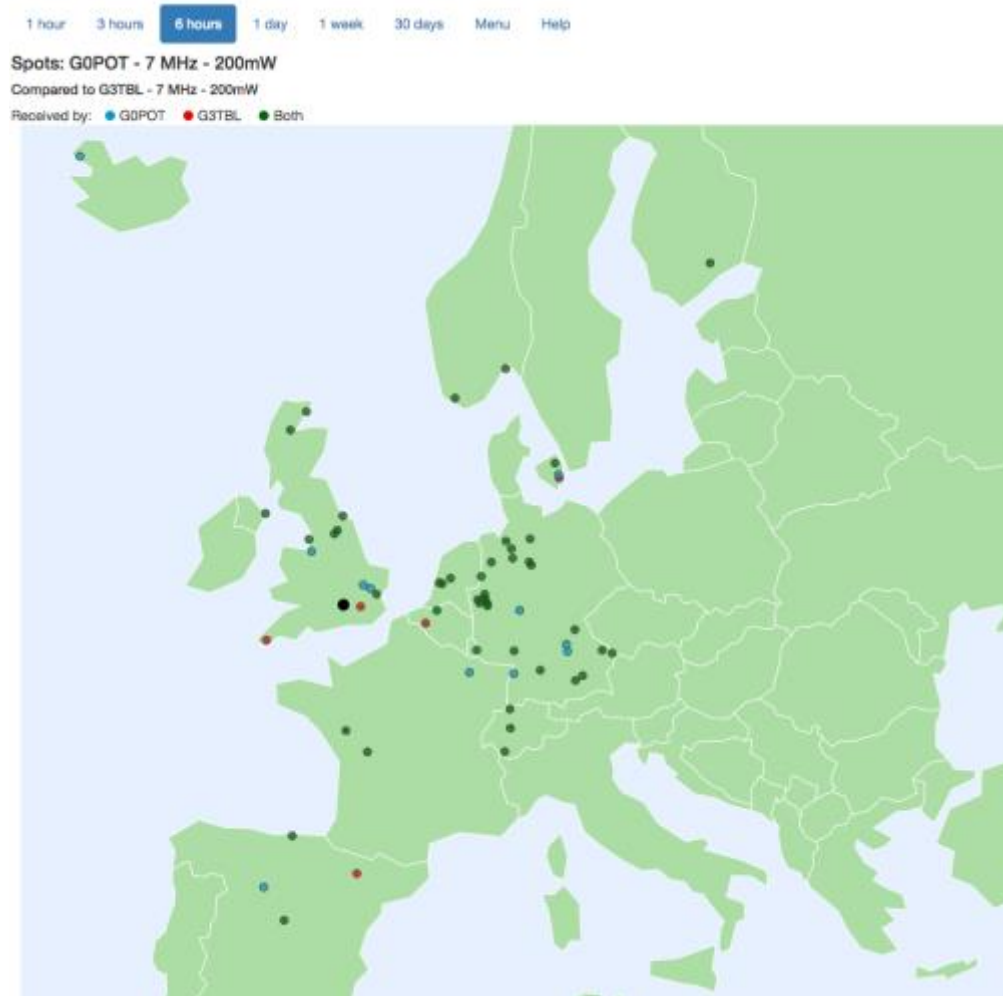 1 hour 3 hours 6 hours 1 day 1 week 30 days Menu Help
Spots: G0POT - 7 MHz - 200mW
Compared to G3TBL - 7 MHz - 200mW
Received by: G0POT G3TBL Both